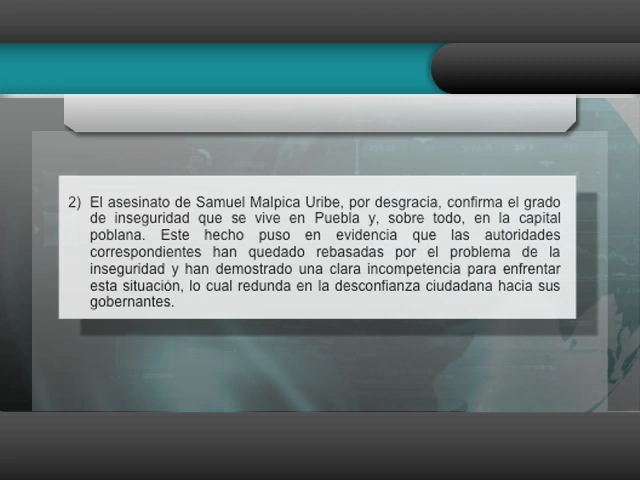 2) El asesinato de Samuel Malpica Uribe, por desgracia, confirma el grado
de inseguridad que se vive en Puebla y, sobre todo, en la capital
poblana. Este hecho puso en evidencia que las autoridades
correspondientes han quedado rebasadas por el problema de la
inseguridad y han demostrado una clara incompetencia para enfrentar
esta situación, lo cual redunda en la desconfianza ciudadana hacia sus
gobernantes.